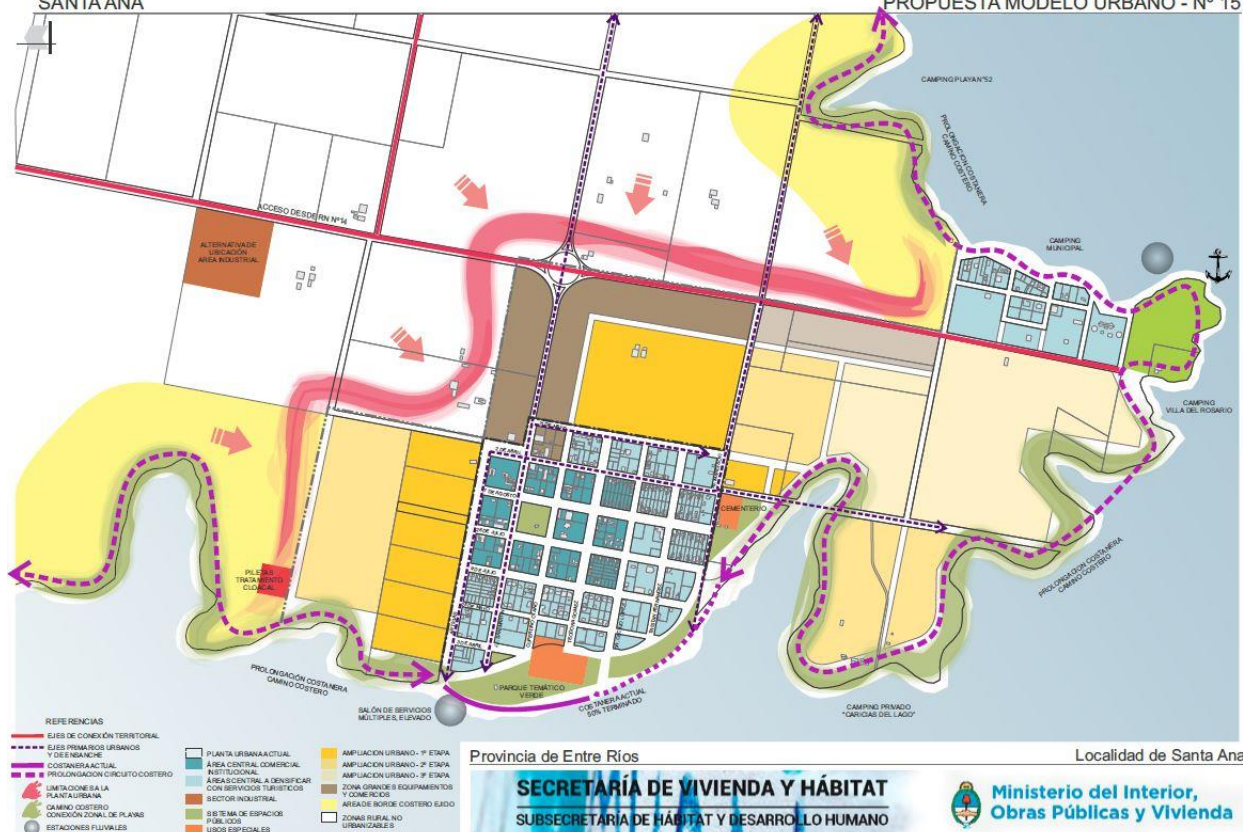 SANTA ANA
PROPUESTA MODELO URBANO - Nº 15
CAMPING PLAYA N°52
PROLONGACION COSTANERA
CAMINO COSTERO
ACCESO DESDE RN Nº14
ALTERNATIVA DE
UBICACIÓN
AREA INDUSTRIAL
CAMPING
MUNICIPAL
CAMPING
VILLA DEL ROSARIO
CEMENTERIO
PILETAS
TRATAMIENTO
CLOACAL
PROLONGACION COSTANERA
CAMINO COSTERO
PROLONGACIÓN COSTANERA
CAMINO COSTERO
PARQUE TEMÁTICO
VERDE
COSTANERA ACTUAL
50% TERMINADO
SALÓN DE SERVICIOS
MÚLTIPLES, ELEVADO
CAMPING PRIVADO
"CARICIAS DEL LAGO"
REFERENCIAS
EJES DE CONEXIÓN TERRITORIAL
EJES PRIMARIOS URBANOS
Y DE ENSANCHE
COSTANERA ACTUAL
PROLONGACION CIRCUITO COSTERO
LIMITACIONES A LA
PLANTA URBANA
CAMINO COSTERO
CONEXIÓN ZONAL DE PLAYAS
ESTACIONES FLUVIALES
PLANTA URBANA ACTUAL
ÁREA CENTRAL COMERCIAL
INSTITUCIONAL
ÁREAS CENTRAL A DENSIFICAR
CON SERVICIOS TURISTICOS
SECTOR INDUSTRIAL
SISTEMA DE ESPACIOS
PÚBLICOS
USOS ESPECIALES
AMPLIACION URBANO - 1ª ETAPA
AMPLIACION URBANO - 2ª ETAPA
AMPLIACION URBANO - 3ª ETAPA
ZONA GRANDES EQUIPAMIENTOS
Y COMERCIOS
AREA DE BORDE COSTERO EJIDO
ZONAS RURAL NO
URBANIZABLES
Provincia de Entre Ríos
Localidad de Santa Ana
SECRETARÍA DE VIVIENDA Y HÁBITAT
SUBSECRETARÍA DE HÁBITAT Y DESARROLLO HUMANO
Ministerio del Interior,
Obras Públicas y Vivienda